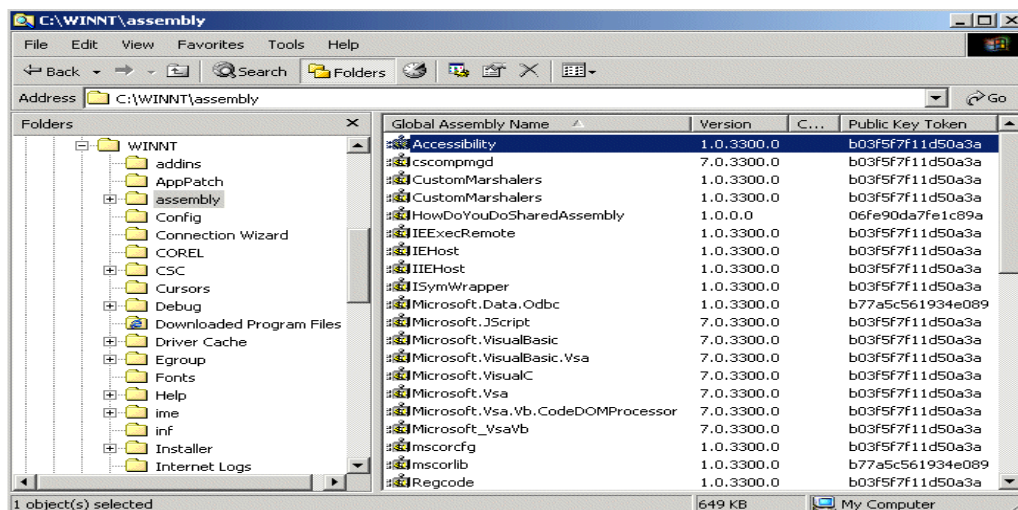 C:\WINNT\assembly
File Edit View Favorites Tools Help
Back Search Folders
Address C:\WINNT\assembly Go
Folders
WINNT
addins
AppPatch
assembly
Config
Connection Wizard
COREL
CSC
Cursors
Debug
Downloaded Program Files
Driver Cache
Egroup
Fonts
Help
ime
inf
Installer
Internet Logs
Global Assembly Name Version C... Public Key Token
Accessibility 1.0.3300.0 b03f5f7f11d50a3a
cscompmgd 7.0.3300.0 b03f5f7f11d50a3a
CustomMarshalers 1.0.3300.0 b03f5f7f11d50a3a
CustomMarshalers 1.0.3300.0 b03f5f7f11d50a3a
HowDoYouDoSharedAssembly 1.0.0.0 06fe90da7fe1c89a
IEExecRemote 1.0.3300.0 b03f5f7f11d50a3a
IEHost 1.0.3300.0 b03f5f7f11d50a3a
IIEHost 1.0.3300.0 b03f5f7f11d50a3a
ISymWrapper 1.0.3300.0 b03f5f7f11d50a3a
Microsoft.Data.Odbc 1.0.3300.0 b77a5c561934e089
Microsoft.JScript 7.0.3300.0 b03f5f7f11d50a3a
Microsoft.VisualBasic 7.0.3300.0 b03f5f7f11d50a3a
Microsoft.VisualBasic.Vsa 7.0.3300.0 b03f5f7f11d50a3a
Microsoft.VisualC 7.0.3300.0 b03f5f7f11d50a3a
Microsoft.Vsa 7.0.3300.0 b03f5f7f11d50a3a
Microsoft.Vsa.Vb.CodeDOMProcessor 7.0.3300.0 b03f5f7f11d50a3a
Microsoft_VsaVb 7.0.3300.0 b03f5f7f11d50a3a
mscorcfg 1.0.3300.0 b03f5f7f11d50a3a
mscorlib 1.0.3300.0 b77a5c561934e089
Regcode 1.0.3300.0 b03f5f7f11d50a3a
1 object(s) selected 649 KB My Computer